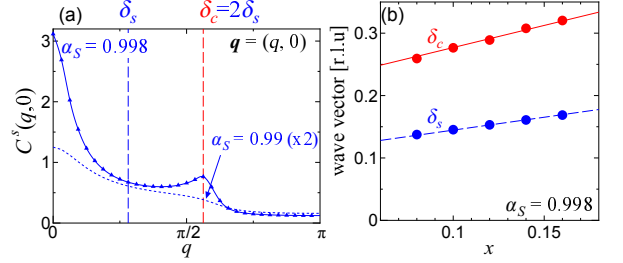 (a)
δs
δc=2δs
αS = 0.998
q = (q, 0)
αS = 0.99 (x2)
C^s(q,0)
3
2
1
0
0
π/2
π
q
(b)
δc
δs
αS = 0.998
wave vector [r.l.u]
0.3
0.2
0.1
0
0.1
0.15
x